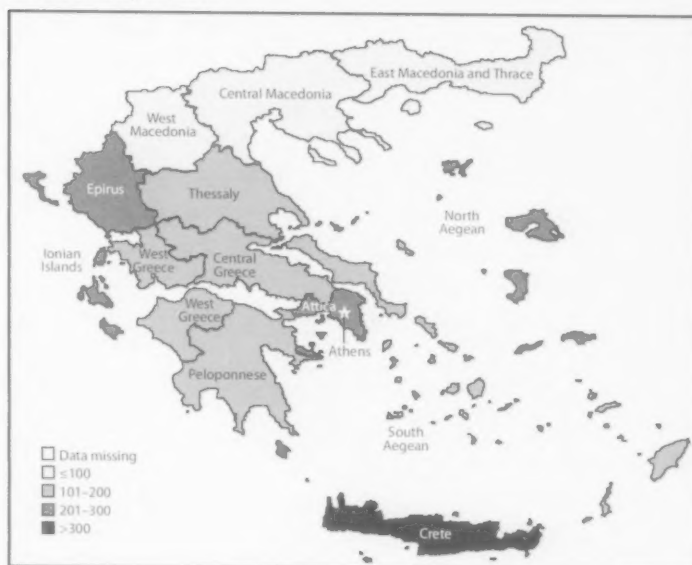 East Macedonia and Thrace
Central Macedonia
West
Macedonia
Epirus
Thessaly
North
Aegean
Ionian
Islands
West
Greece
Central
Greece
Attica
West
Greece
Athens
Peloponnese
South
Aegean
Data missing
≤100
101–200
201–300
>300
Crete